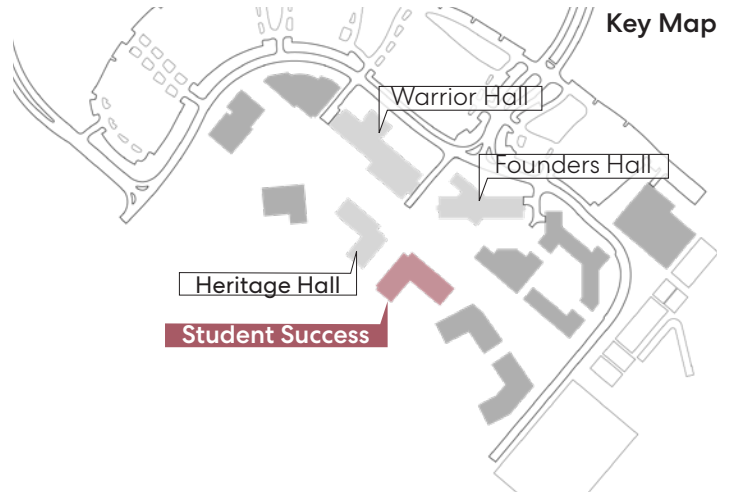 Key Map
Warrior Hall
Founders Hall
Heritage Hall
Student Success